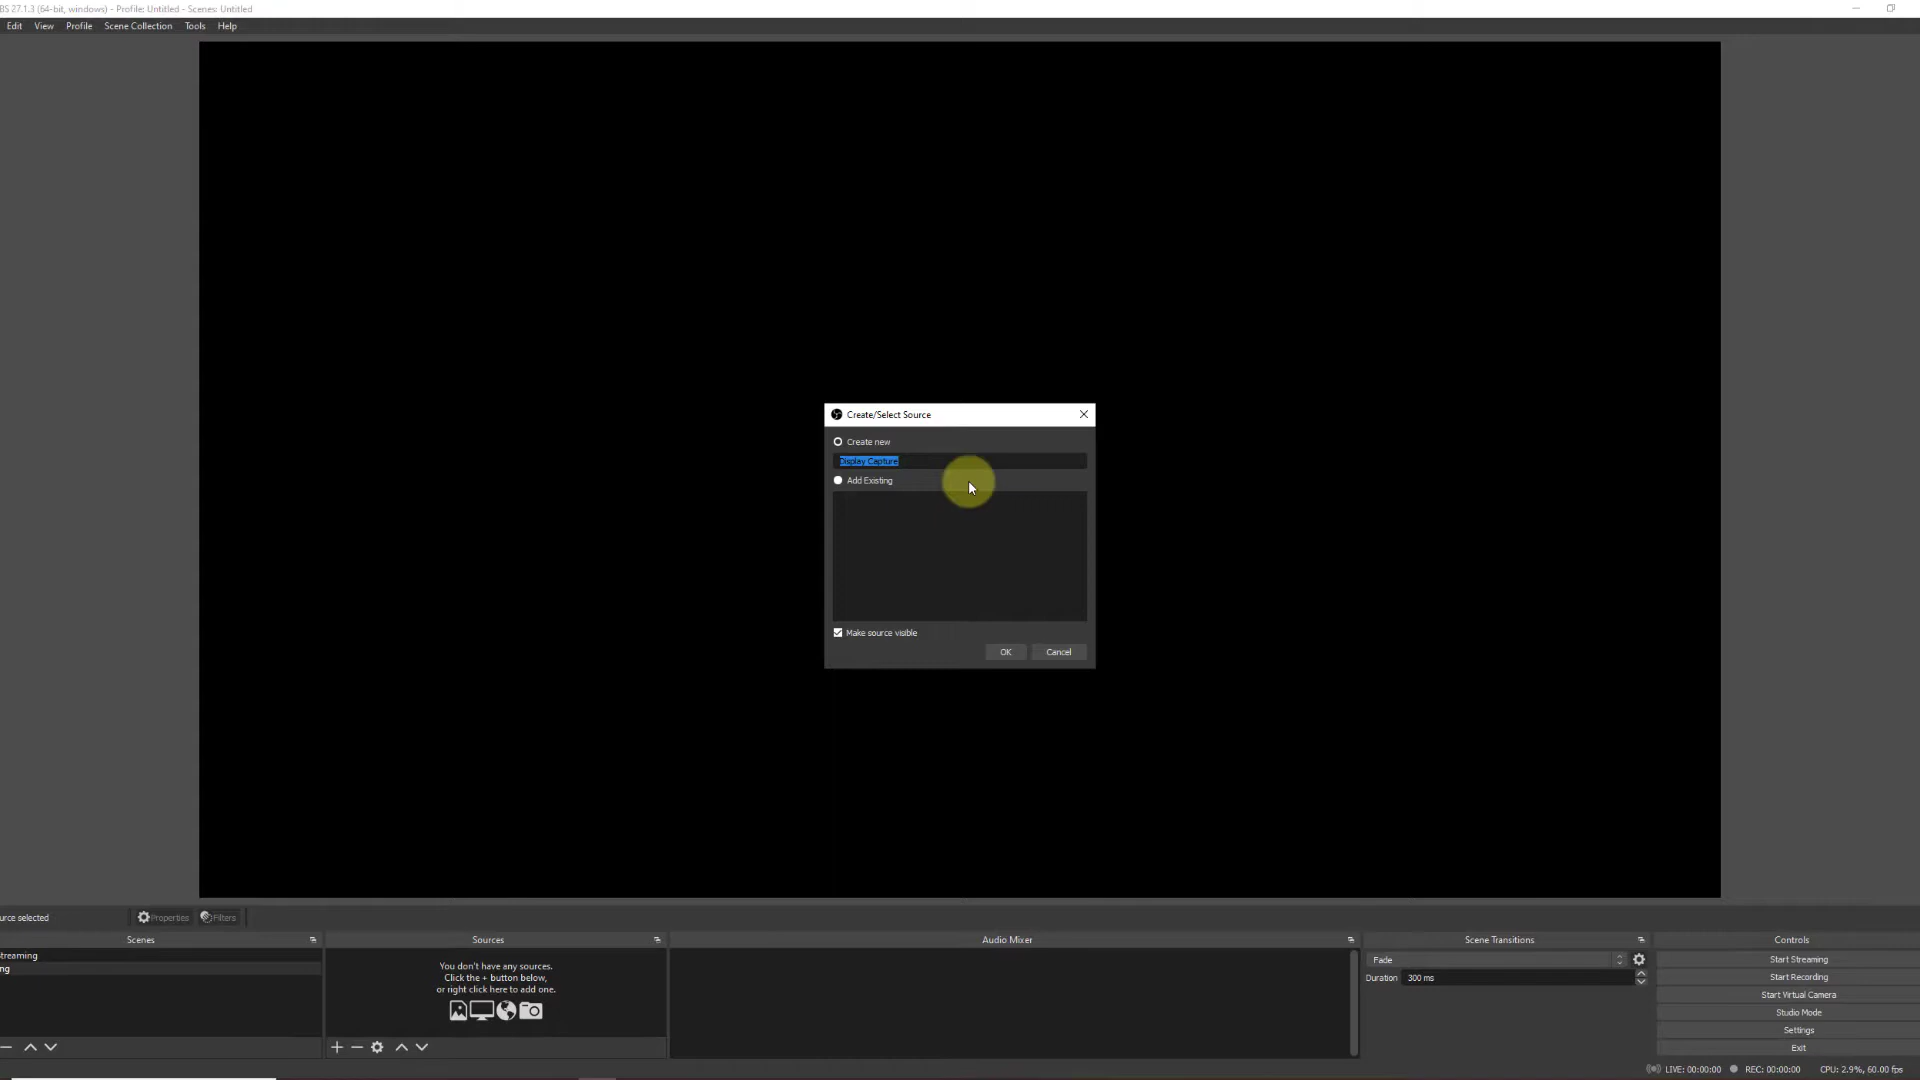 BS 27.1.3 (64-bit, windows) - Profile: Untitled - Scenes: Untitled
Edit View Profile Scene Collection Tools Help
Create/Select Source
Create new
Display Capture
Add Existing
Make source visible
OK Cancel
urce selected Properties Filters
Scenes Sources Audio Mixer Scene Transitions Controls
treaming
ng
You don't have any sources.
Click the + button below,
or right click here to add one.
Fade
Duration 300 ms
Start Streaming
Start Recording
Start Virtual Camera
Studio Mode
Settings
Exit
LIVE: 00:00:00 REC: 00:00:00 CPU: 2.9%, 60.00 fps